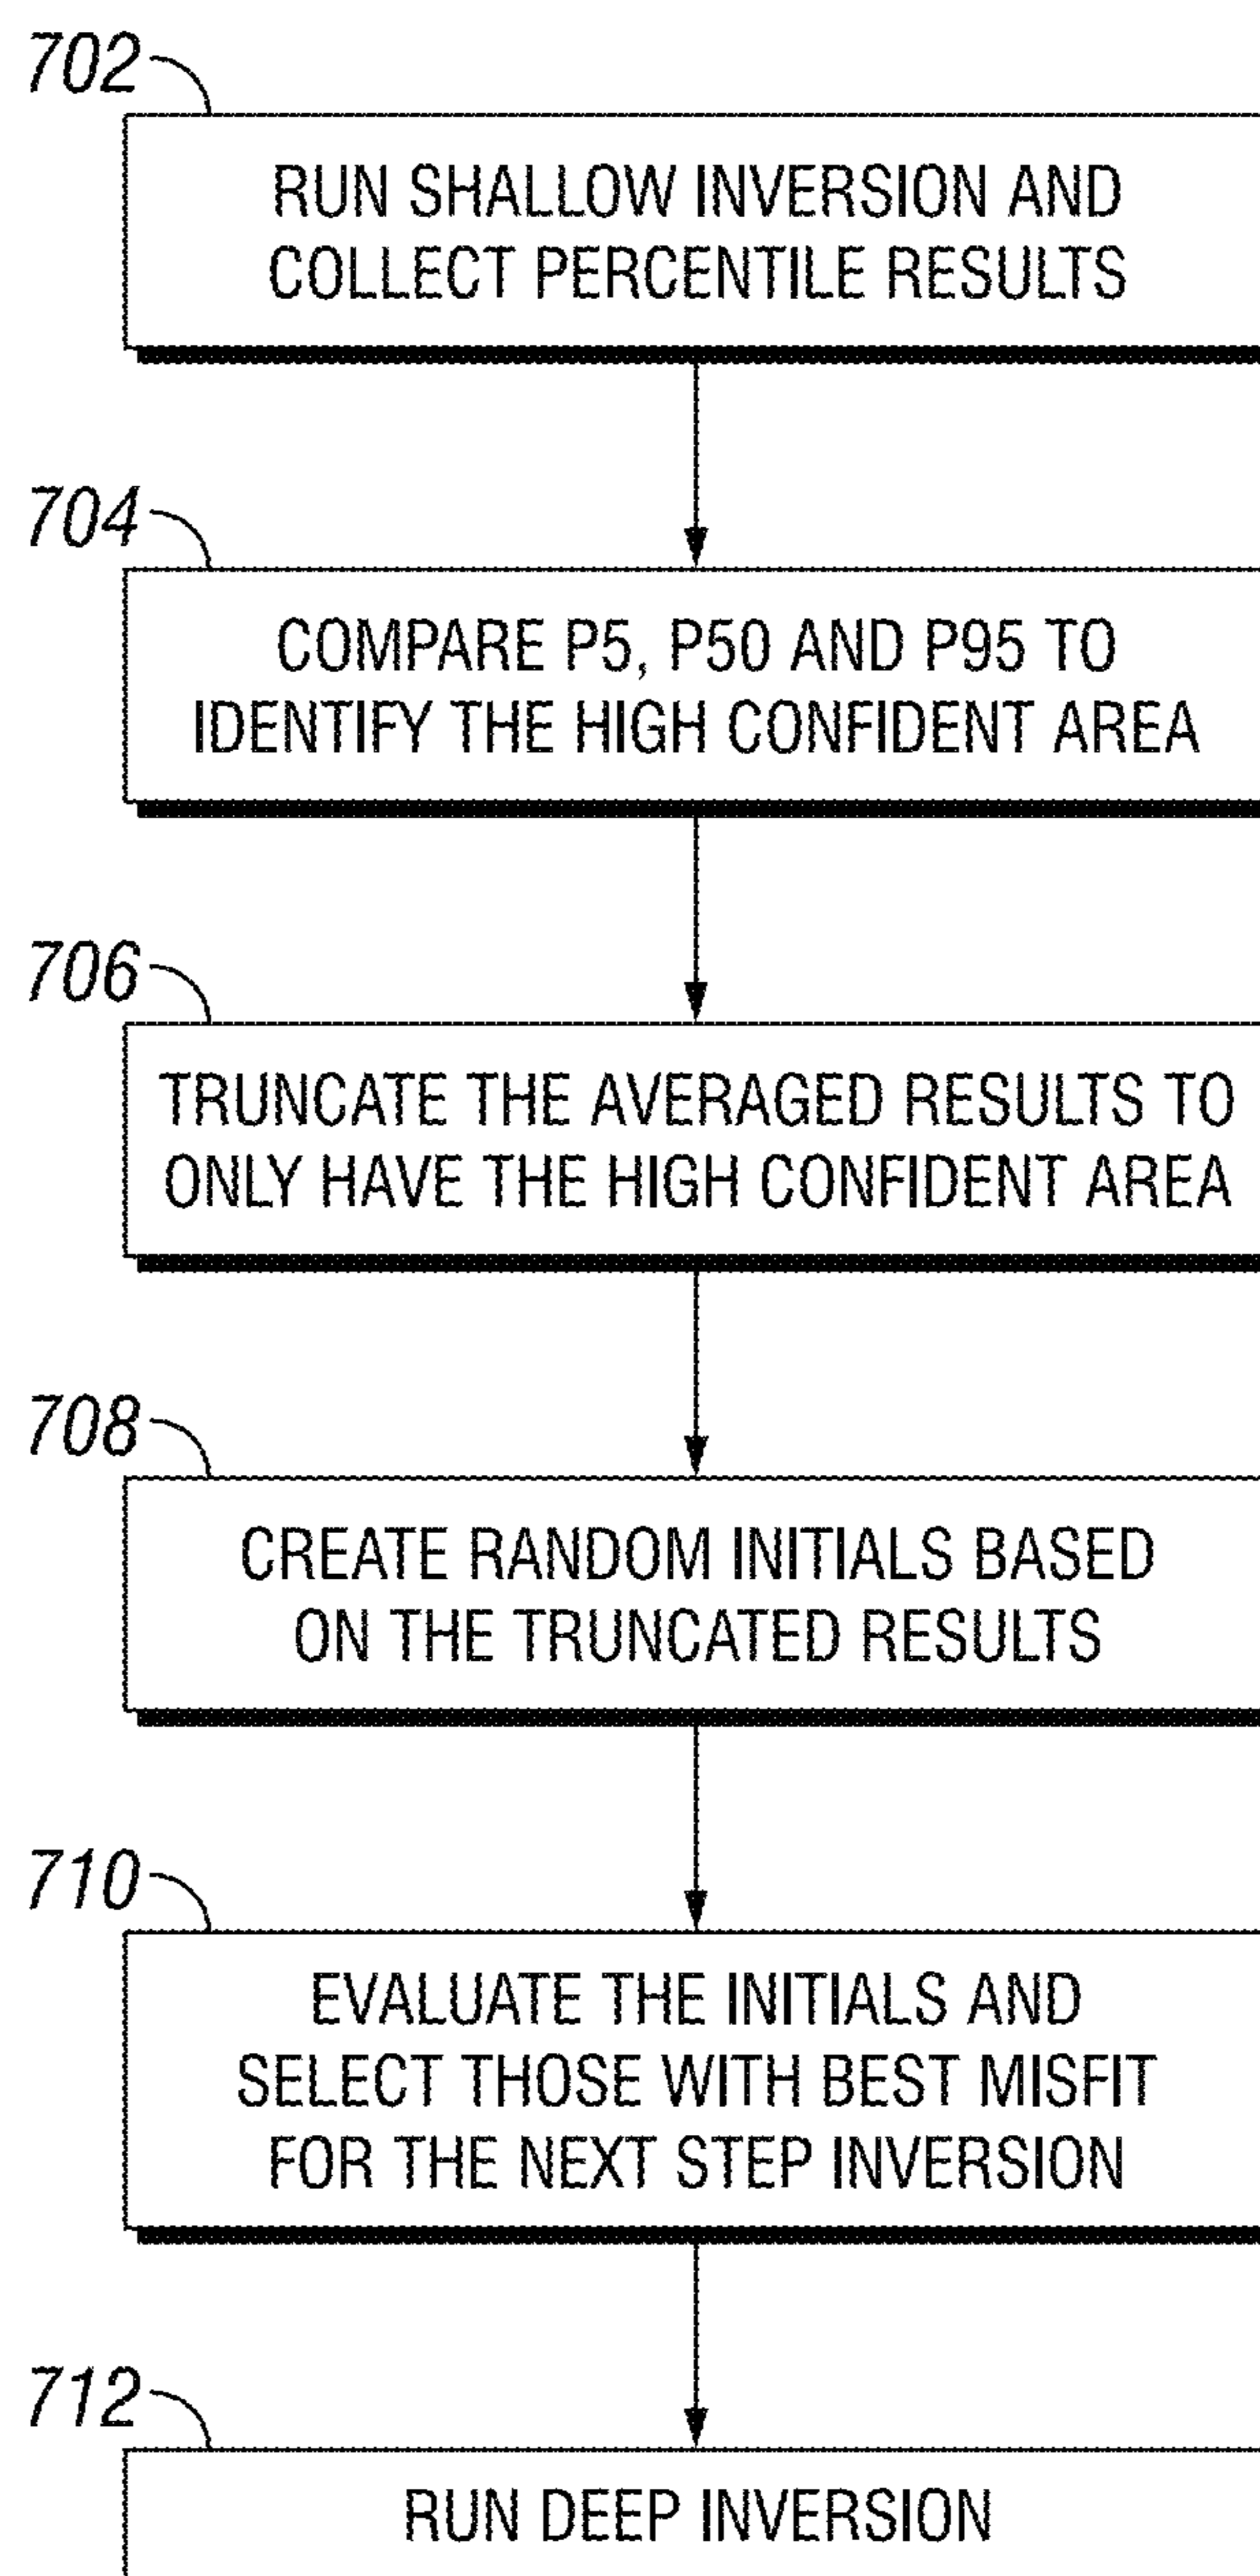 702
RUN SHALLOW INVERSION AND
COLLECT PERCENTILE RESULTS
704
COMPARE P5, P50 AND P95 TO
IDENTIFY THE HIGH CONFIDENT AREA
706
TRUNCATE THE AVERAGED RESULTS TO
ONLY HAVE THE HIGH CONFIDENT AREA
708
CREATE RANDOM INITIALS BASED
ON THE TRUNCATED RESULTS
710
EVALUATE THE INITIALS AND
SELECT THOSE WITH BEST MISFIT
FOR THE NEXT STEP INVERSION
712
RUN DEEP INVERSION